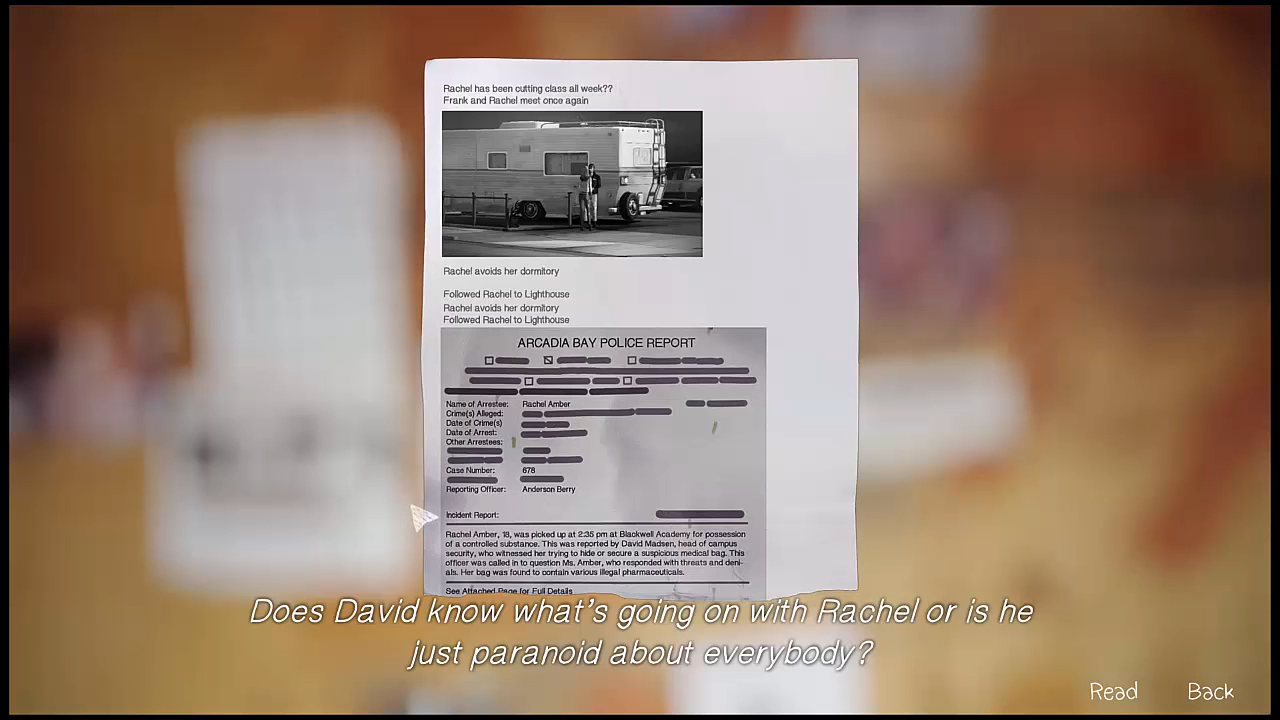 Rachel has been cutting class all week??
Frank and Rachel meet once again
Rachel avoids her dormitory
Followed Rachel to Lighthouse
Rachel avoids her dormitory
Followed Rachel to Lighthouse
ARCADIA BAY POLICE REPORT
Name of Arrestee: Rachel Amber
Crime(s) Alleged:
Date of Crime(s)
Date of Arrest:
Other Arrestees:
Case Number: 678
Reporting Officer: Anderson Berry
Incident Report:
Rachel Amber, 18, was picked up at 2:35 pm at Blackwell Academy for possession
of a controlled substance. This was reported by David Madsen, head of campus
security, who witnessed her trying to hide or secure a suspicious medical bag. This
officer was called in to question Ms. Amber, who responded with threats and deni-
als. Her bag was found to contain various illegal pharmaceuticals.
See Attached Page for Full Details
Does David know what's going on with Rachel or is he
just paranoid about everybody?
Read Back